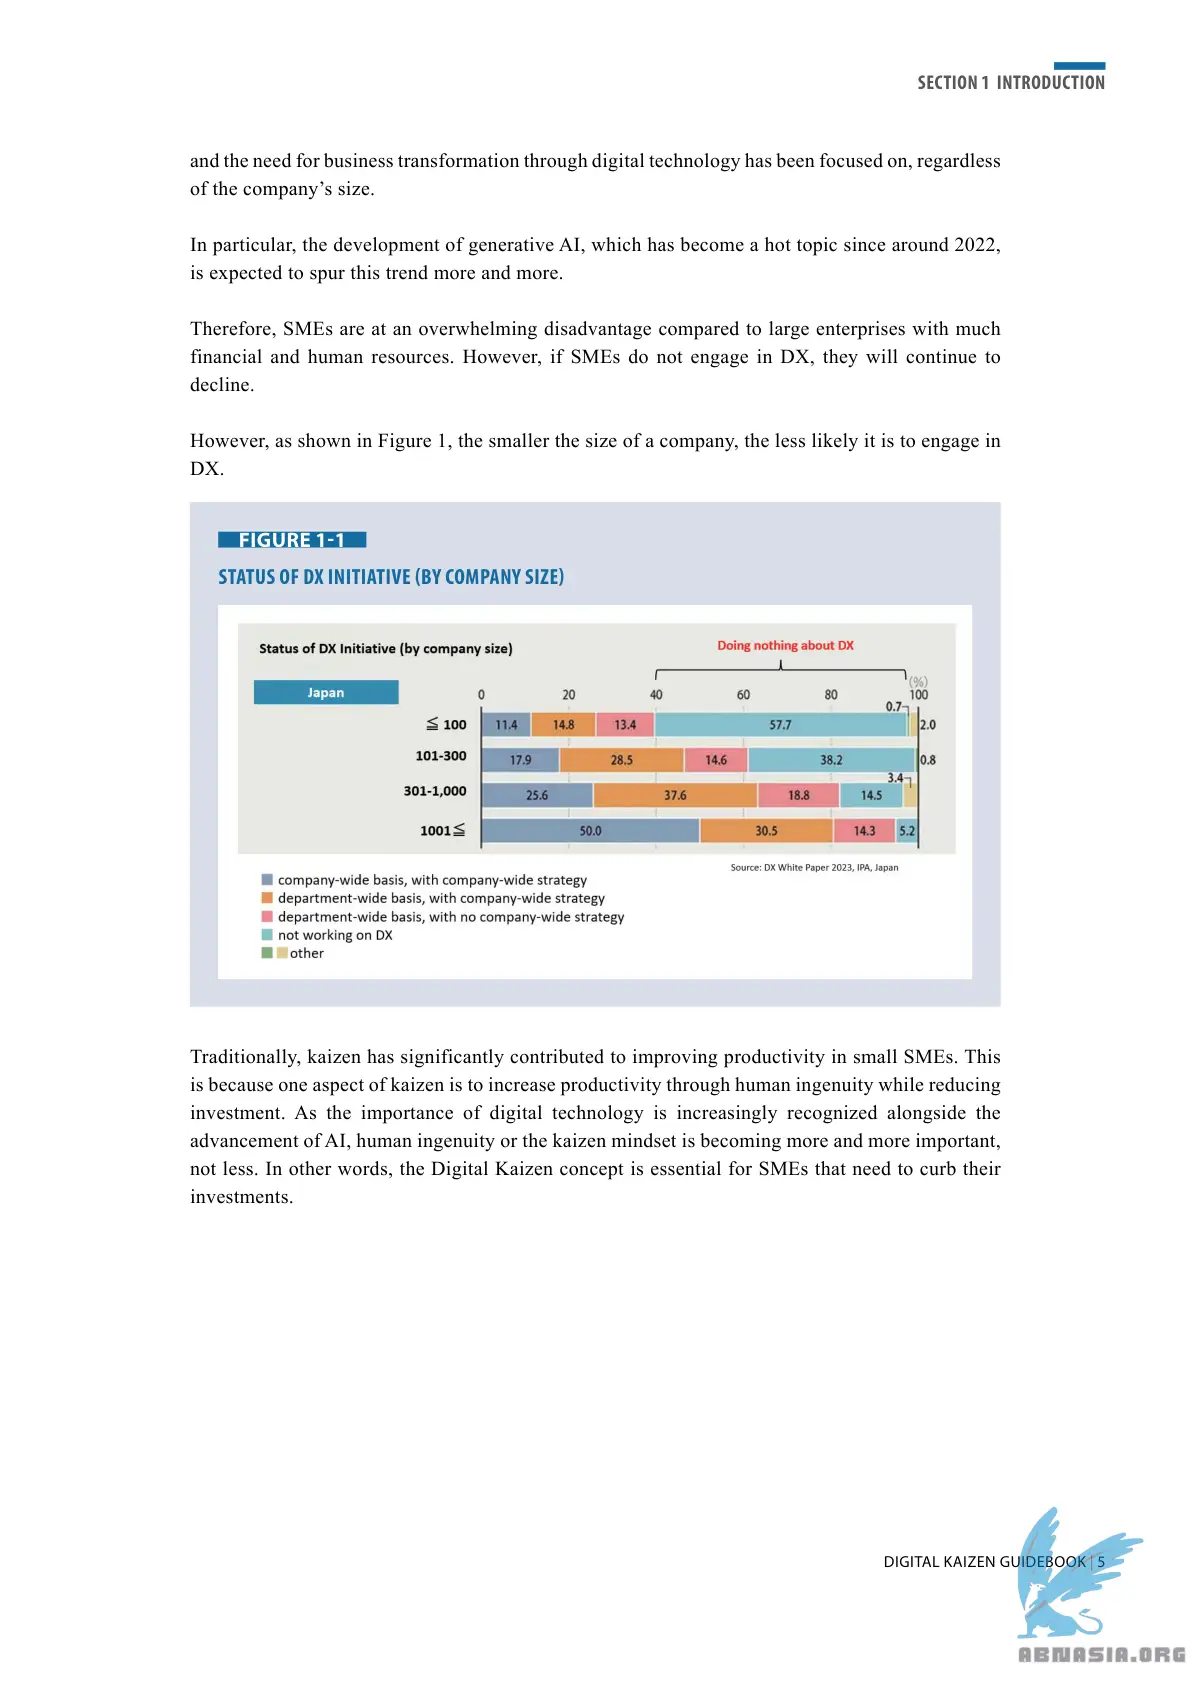 SECTION 1 INTRODUCTION
and the need for business transformation through digital technology has been focused on, regardless
of the company’s size.
In particular, the development of generative AI, which has become a hot topic since around 2022,
is expected to spur this trend more and more.
Therefore, SMEs are at an overwhelming disadvantage compared to large enterprises with much
financial and human resources. However, if SMEs do not engage in DX, they will continue to
decline.
However, as shown in Figure 1, the smaller the size of a company, the less likely it is to engage in
DX.
FIGURE 1-1
STATUS OF DX INITIATIVE (BY COMPANY SIZE)
Status of DX Initiative (by company size)
Doing nothing about DX
Japan
(%)
0 20 40 60 80 100
0.7
≦ 100 11.4 14.8 13.4 57.7 2.0
101-300 17.9 28.5 14.6 38.2 0.8
3.4
301-1,000 25.6 37.6 18.8 14.5
1001≦ 50.0 30.5 14.3 5.2
Source: DX White Paper 2023, IPA, Japan
company-wide basis, with company-wide strategy
department-wide basis, with company-wide strategy
department-wide basis, with no company-wide strategy
not working on DX
other
Traditionally, kaizen has significantly contributed to improving productivity in small SMEs. This
is because one aspect of kaizen is to increase productivity through human ingenuity while reducing
investment. As the importance of digital technology is increasingly recognized alongside the
advancement of AI, human ingenuity or the kaizen mindset is becoming more and more important,
not less. In other words, the Digital Kaizen concept is essential for SMEs that need to curb their
investments.
DIGITAL KAIZEN GUIDEBOOK | 5
ABNASIA.ORG